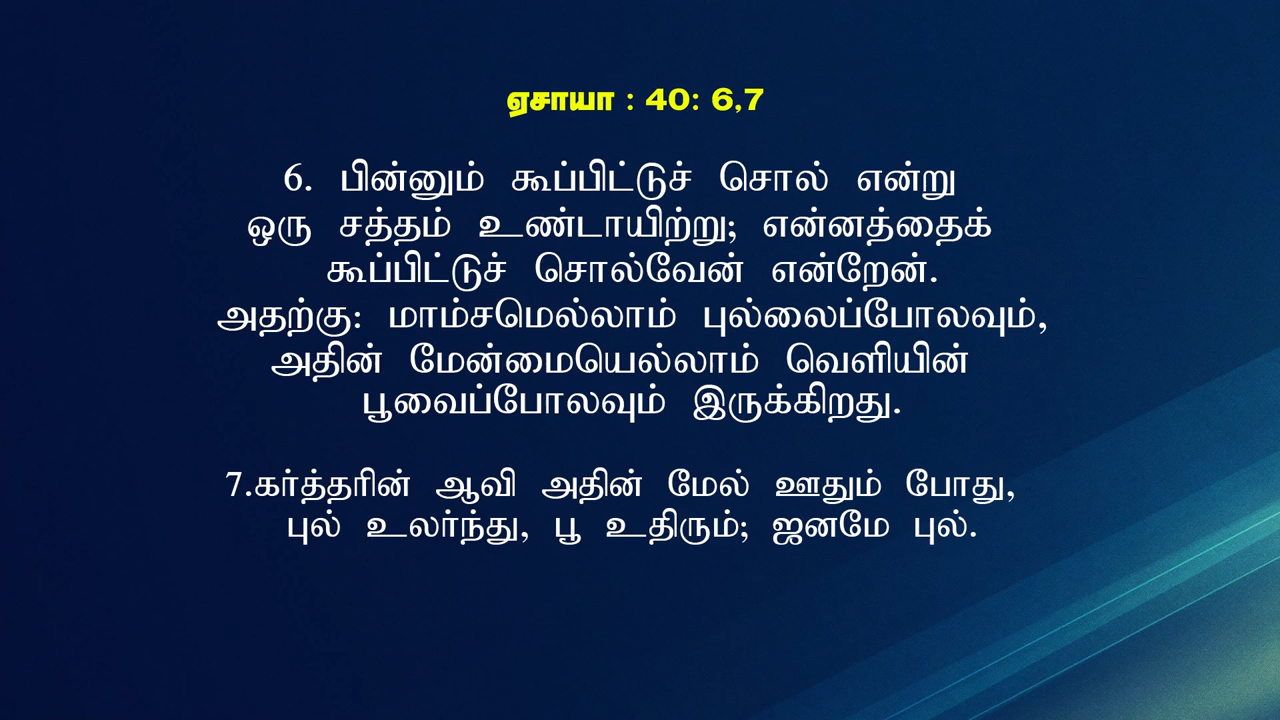 ஏசாயா : 40: 6,7
6. பின்னும் கூப்பிட்டுச் சொல் என்று
ஒரு சத்தம் உண்டாயிற்று; என்னத்தைக்
கூப்பிட்டுச் சொல்வேன் என்றேன்.
அதற்கு: மாம்சமெல்லாம் புல்லைப்போலவும்,
அதின் மேன்மையெல்லாம் வெளியின்
பூவைப்போலவும் இருக்கிறது.
7.கர்த்தரின் ஆவி அதின் மேல் ஊதும் போது,
புல் உலர்ந்து, பூ உதிரும்; ஜனமே புல்.